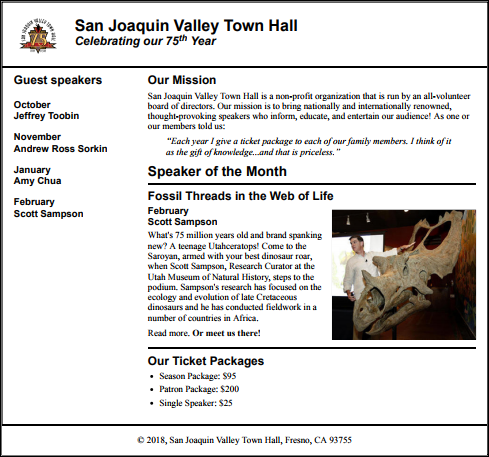 San Joaquin Valley Town Hall
Celebrating our 75th Year
Guest speakers
October
Jeffrey Toobin
November
Andrew Ross Sorkin
January
Amy Chua
February
Scott Sampson
Our Mission
San Joaquin Valley Town Hall is a non-profit organization that is run by an all-volunteer
board of directors. Our mission is to bring nationally and internationally renowned,
thought-provoking speakers who inform, educate, and entertain our audience! As one or
our members told us:
"Each year I give a ticket package to each of our family members. I think of it
as the gift of knowledge...and that is priceless."
Speaker of the Month
Fossil Threads in the Web of Life
February
Scott Sampson
What's 75 million years old and brand spanking
new? A teenage Utahceratops! Come to the
Saroyan, armed with your best dinosaur roar,
when Scott Sampson, Research Curator at the
Utah Museum of Natural History, steps to the
podium. Sampson's research has focused on the
ecology and evolution of late Cretaceous
dinosaurs and he has conducted fieldwork in a
number of countries in Africa.
Read more. Or meet us there!
Our Ticket Packages
• Season Package: $95
• Patron Package: $200
• Single Speaker: $25
© 2018, San Joaquin Valley Town Hall, Fresno, CA 93755